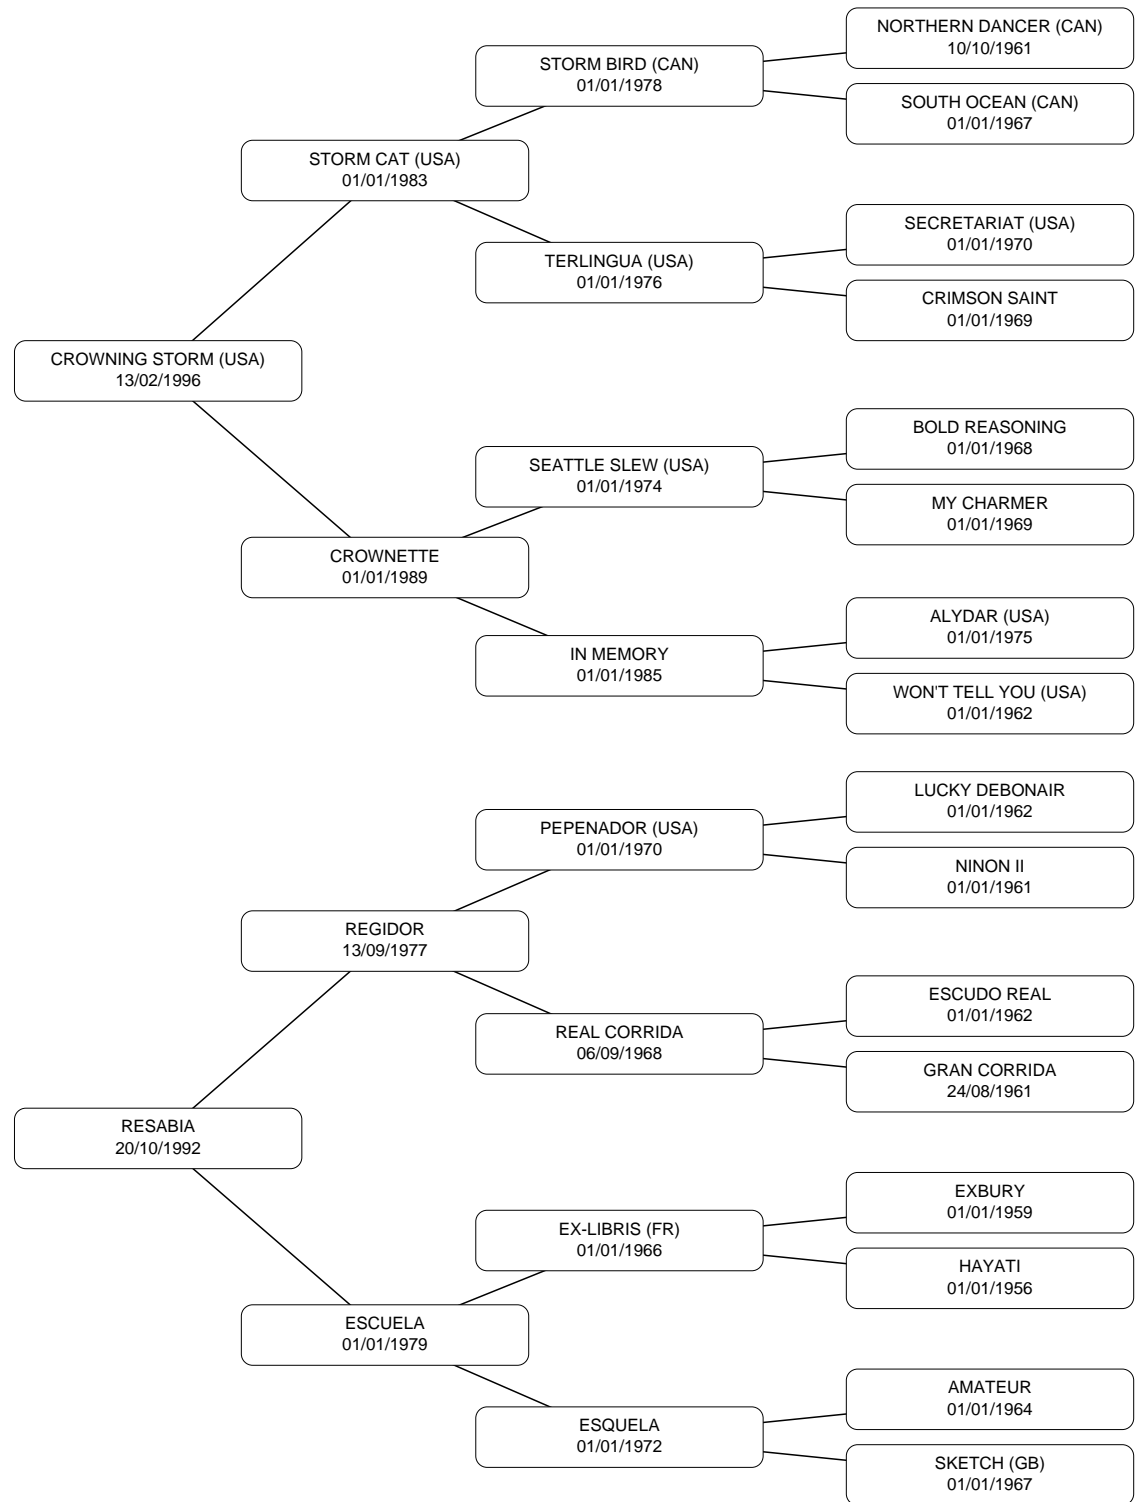 NORTHERN DANCER (CAN)
10/10/1961
STORM BIRD (CAN)
01/01/1978
SOUTH OCEAN (CAN)
01/01/1967
STORM CAT (USA)
01/01/1983
SECRETARIAT (USA)
01/01/1970
TERLINGUA (USA)
01/01/1976
CRIMSON SAINT
01/01/1969
CROWNING STORM (USA)
13/02/1996
BOLD REASONING
01/01/1968
SEATTLE SLEW (USA)
01/01/1974
MY CHARMER
01/01/1969
CROWNETTE
01/01/1989
ALYDAR (USA)
01/01/1975
IN MEMORY
01/01/1985
WON'T TELL YOU (USA)
01/01/1962
LUCKY DEBONAIR
01/01/1962
PEPENADOR (USA)
01/01/1970
NINON II
01/01/1961
REGIDOR
13/09/1977
ESCUDO REAL
01/01/1962
REAL CORRIDA
06/09/1968
GRAN CORRIDA
24/08/1961
RESABIA
20/10/1992
EXBURY
01/01/1959
EX-LIBRIS (FR)
01/01/1966
HAYATI
01/01/1956
ESCUELA
01/01/1979
AMATEUR
01/01/1964
ESQUELA
01/01/1972
SKETCH (GB)
01/01/1967